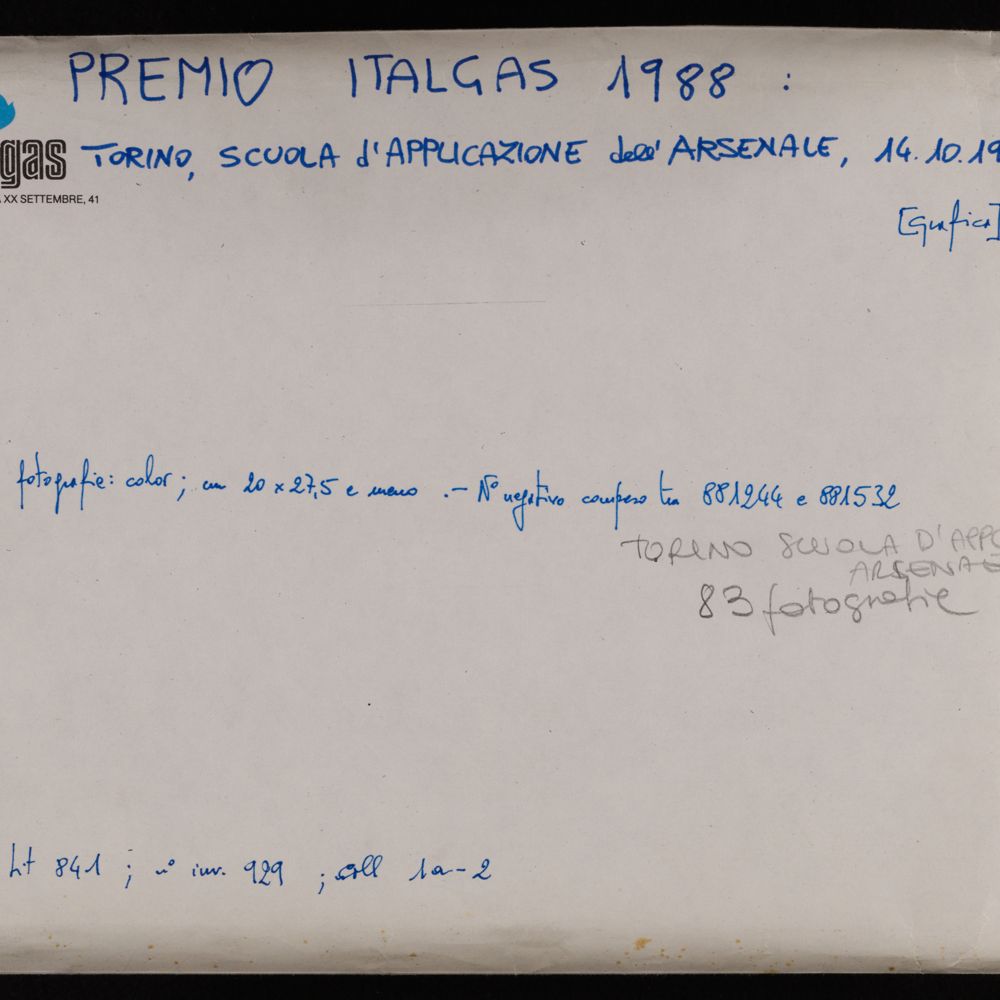 PREMIO ITALGAS 1988 :
gas TORINO, SCUOLA d'APPLICAZIONE dell'ARSENALE, 14.10.19
XX SETTEMBRE, 41
[Grafica]
fotografie: color ; cm 20 x 27,5 e meno .- N° negativo compreso tra 881244 e 881532
TORINO SCUOLA D'APPL
ARSENALE
83 fotografie
841 ; n° inv. 929 ; coll 1a-2